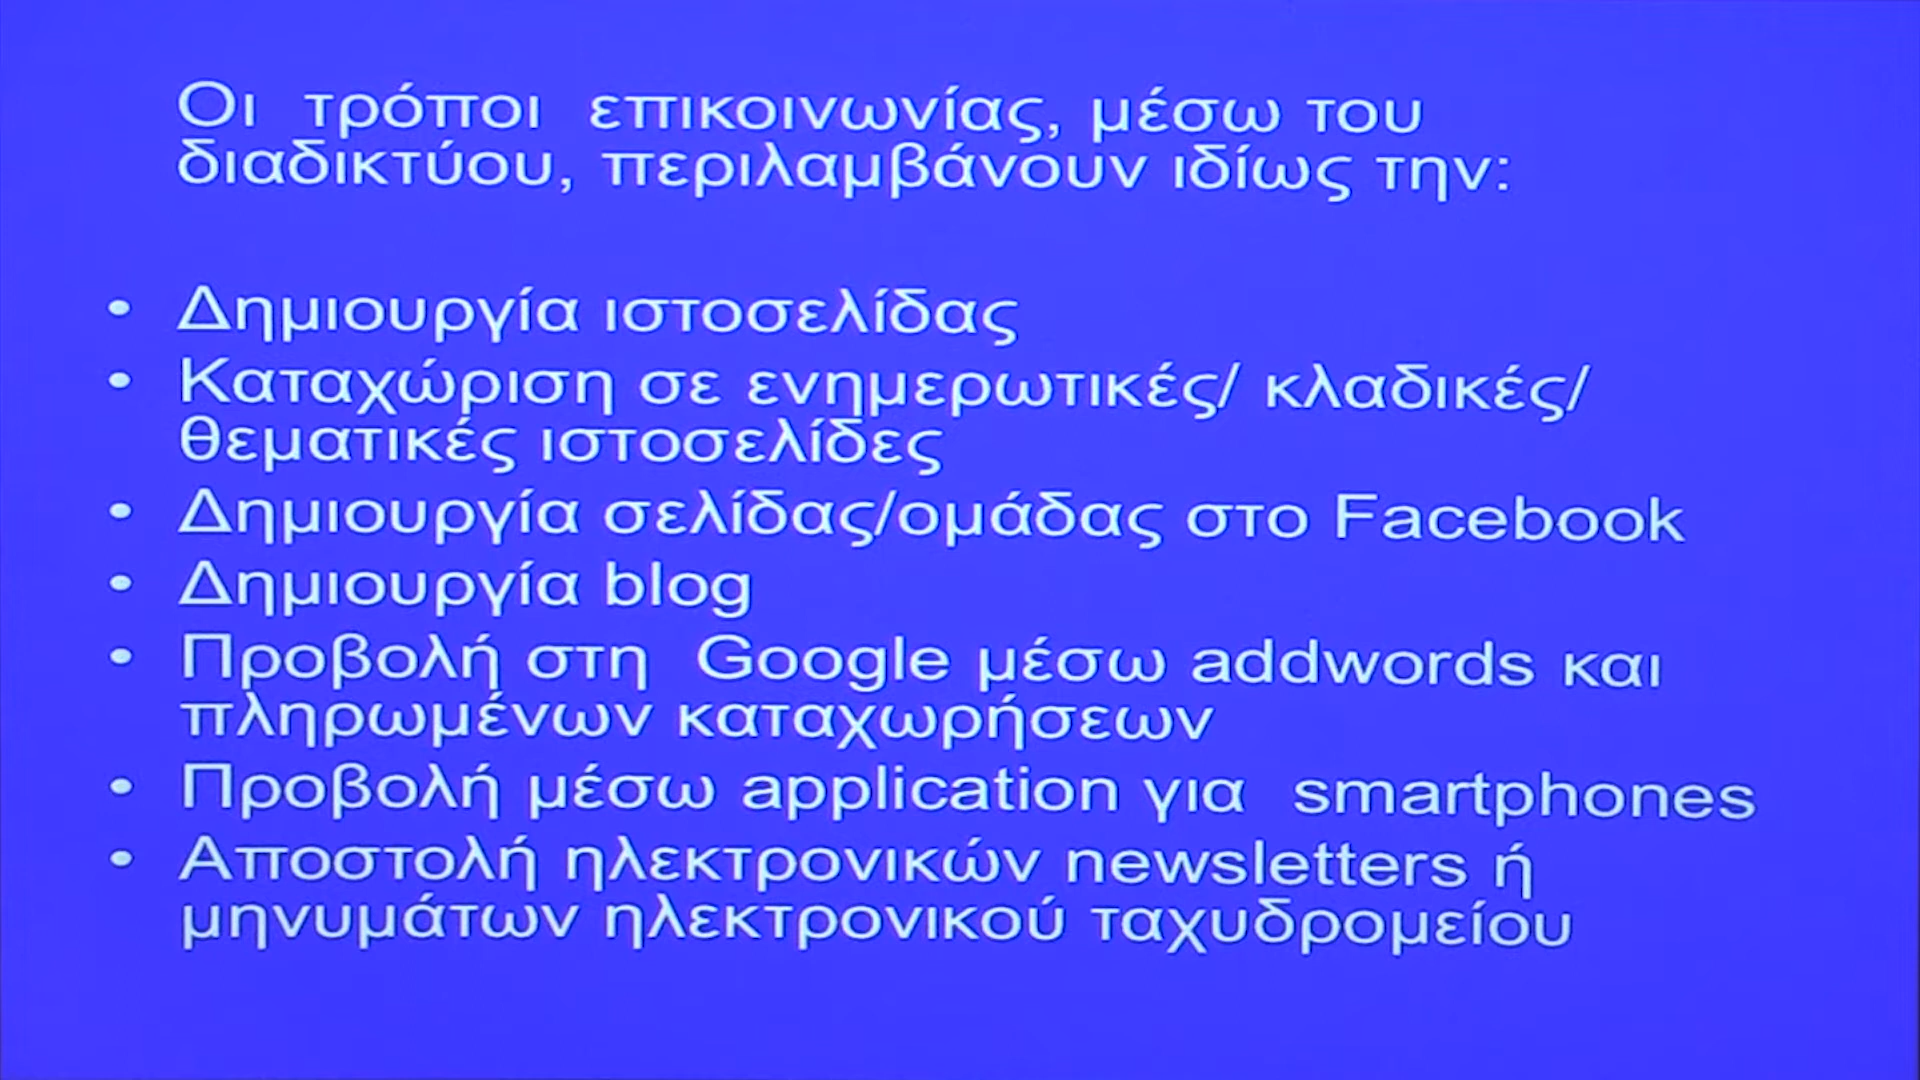 Οι τρόποι επικοινωνίας, μέσω του
διαδικτύου, περιλαμβάνουν ιδίως την:
• Δημιουργία ιστοσελίδας
• Καταχώριση σε ενημερωτικές/ κλαδικές/
θεματικές ιστοσελίδες
• Δημιουργία σελίδας/ομάδας στο Facebook
• Δημιουργία blog
• Προβολή στη Google μέσω addwords και
πληρωμένων καταχωρήσεων
• Προβολή μέσω application για smartphones
• Αποστολή ηλεκτρονικών newsletters ή
μηνυμάτων ηλεκτρονικού ταχυδρομείου